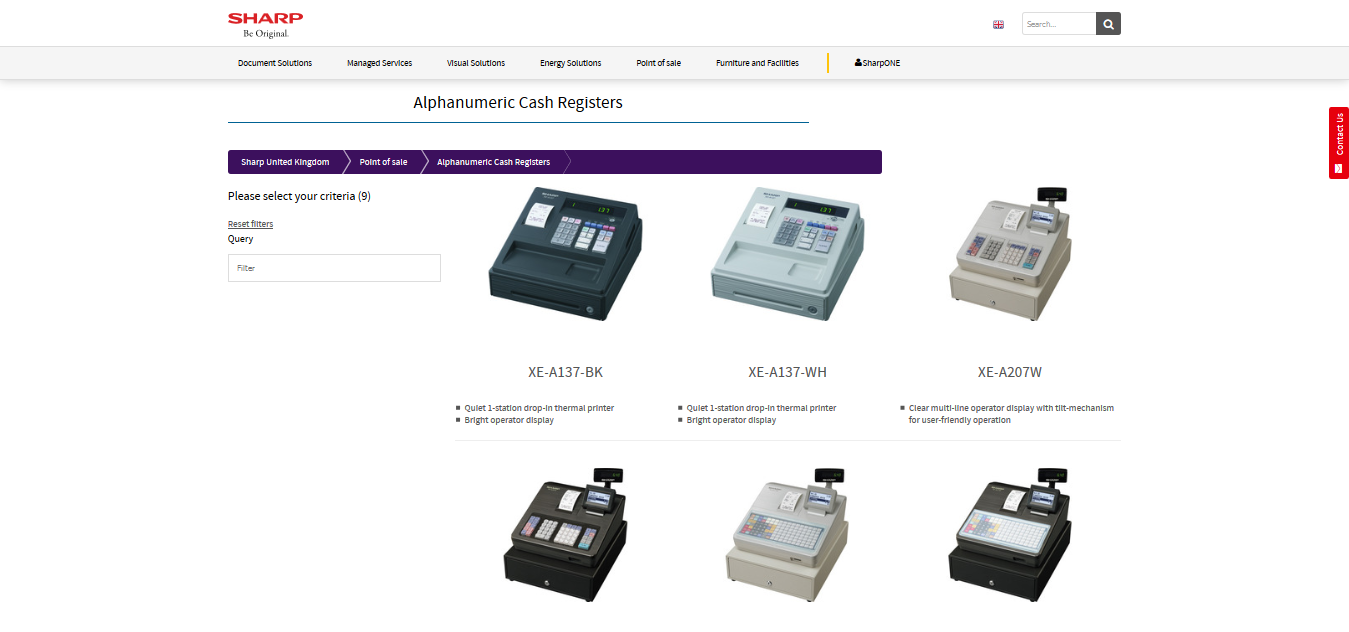 SHARP
Be Original.
Search...
Document Solutions
Managed Services
Visual Solutions
Energy Solutions
Point of sale
Furniture and Facilities
SharpONE
Alphanumeric Cash Registers
Contact Us
Sharp United Kingdom
Point of sale
Alphanumeric Cash Registers
Please select your criteria (9)
Reset filters
Query
Filter
XE-A137-BK
Quiet 1-station drop-in thermal printer
Bright operator display
XE-A137-WH
Quiet 1-station drop-in thermal printer
Bright operator display
XE-A207W
Clear multi-line operator display with tilt-mechanism
for user-friendly operation